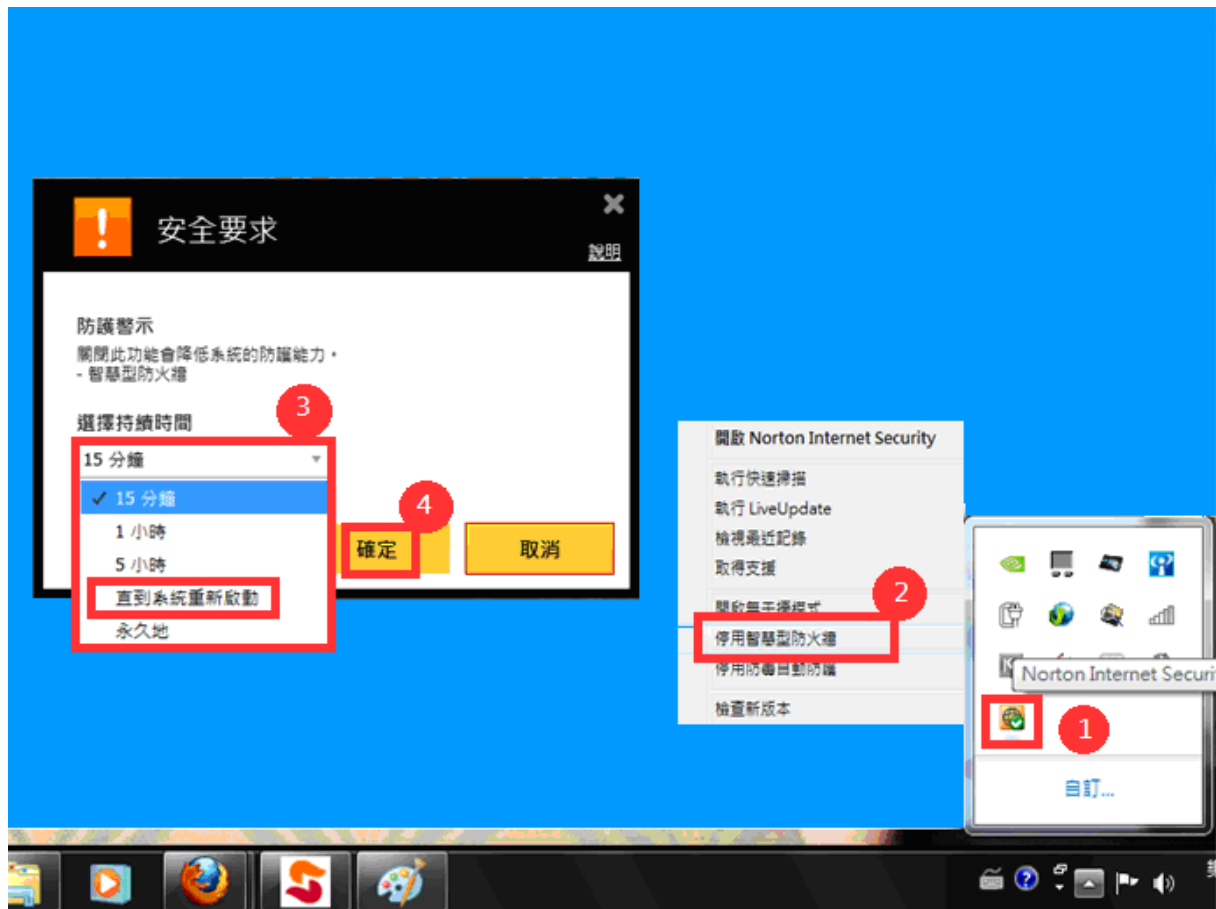 安全要求
說明
防護警示
關閉此功能會降低系統的防護能力。
- 智慧型防火牆
選擇持續時間
3
15 分鐘
✓ 15 分鐘
1 小時
5 小時
直到系統重新啟動
永久地
4
確定
取消
開啟 Norton Internet Security
執行快速掃描
執行 LiveUpdate
檢視最近記錄
取得支援
開啟無干擾模式
2
停用智慧型防火牆
停用防毒自動防護
檢查新版本
Norton Internet Securi
1
自訂...